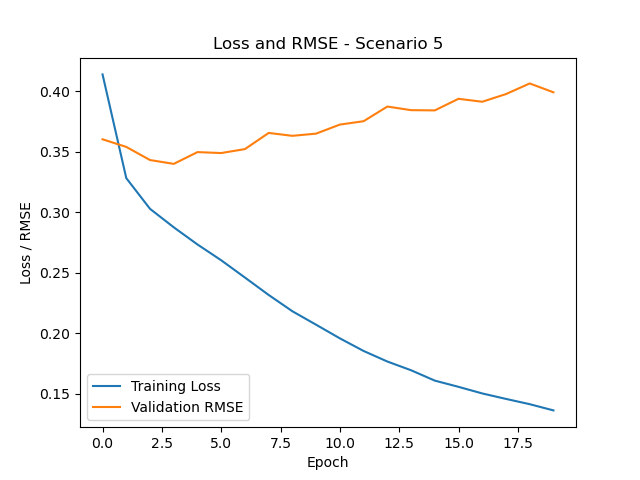 Loss and RMSE - Scenario 5
0.40
0.35
0.30
0.25
0.20
0.15
Loss / RMSE
Training Loss
Validation RMSE
0.0 2.5 5.0 7.5 10.0 12.5 15.0 17.5
Epoch